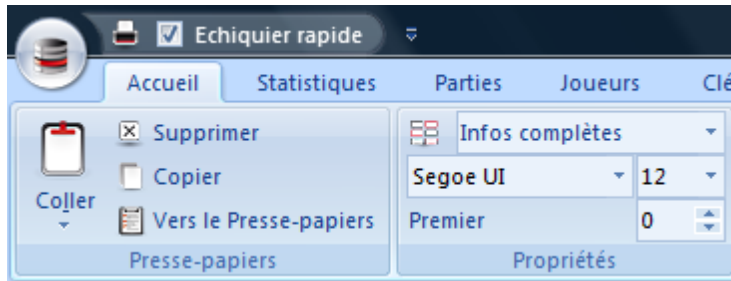 Echiquier rapide
Accueil Statistiques Parties Joueurs Clé
Supprimer Infos complètes
Copier Segoe UI 12
Coller
Vers le Presse-papiers Premier 0
Presse-papiers Propriétés